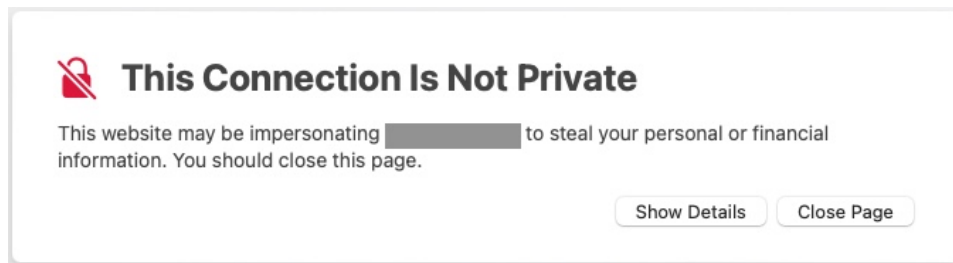 This Connection Is Not Private
This website may be impersonating to steal your personal or financial
information. You should close this page.
Show Details Close Page